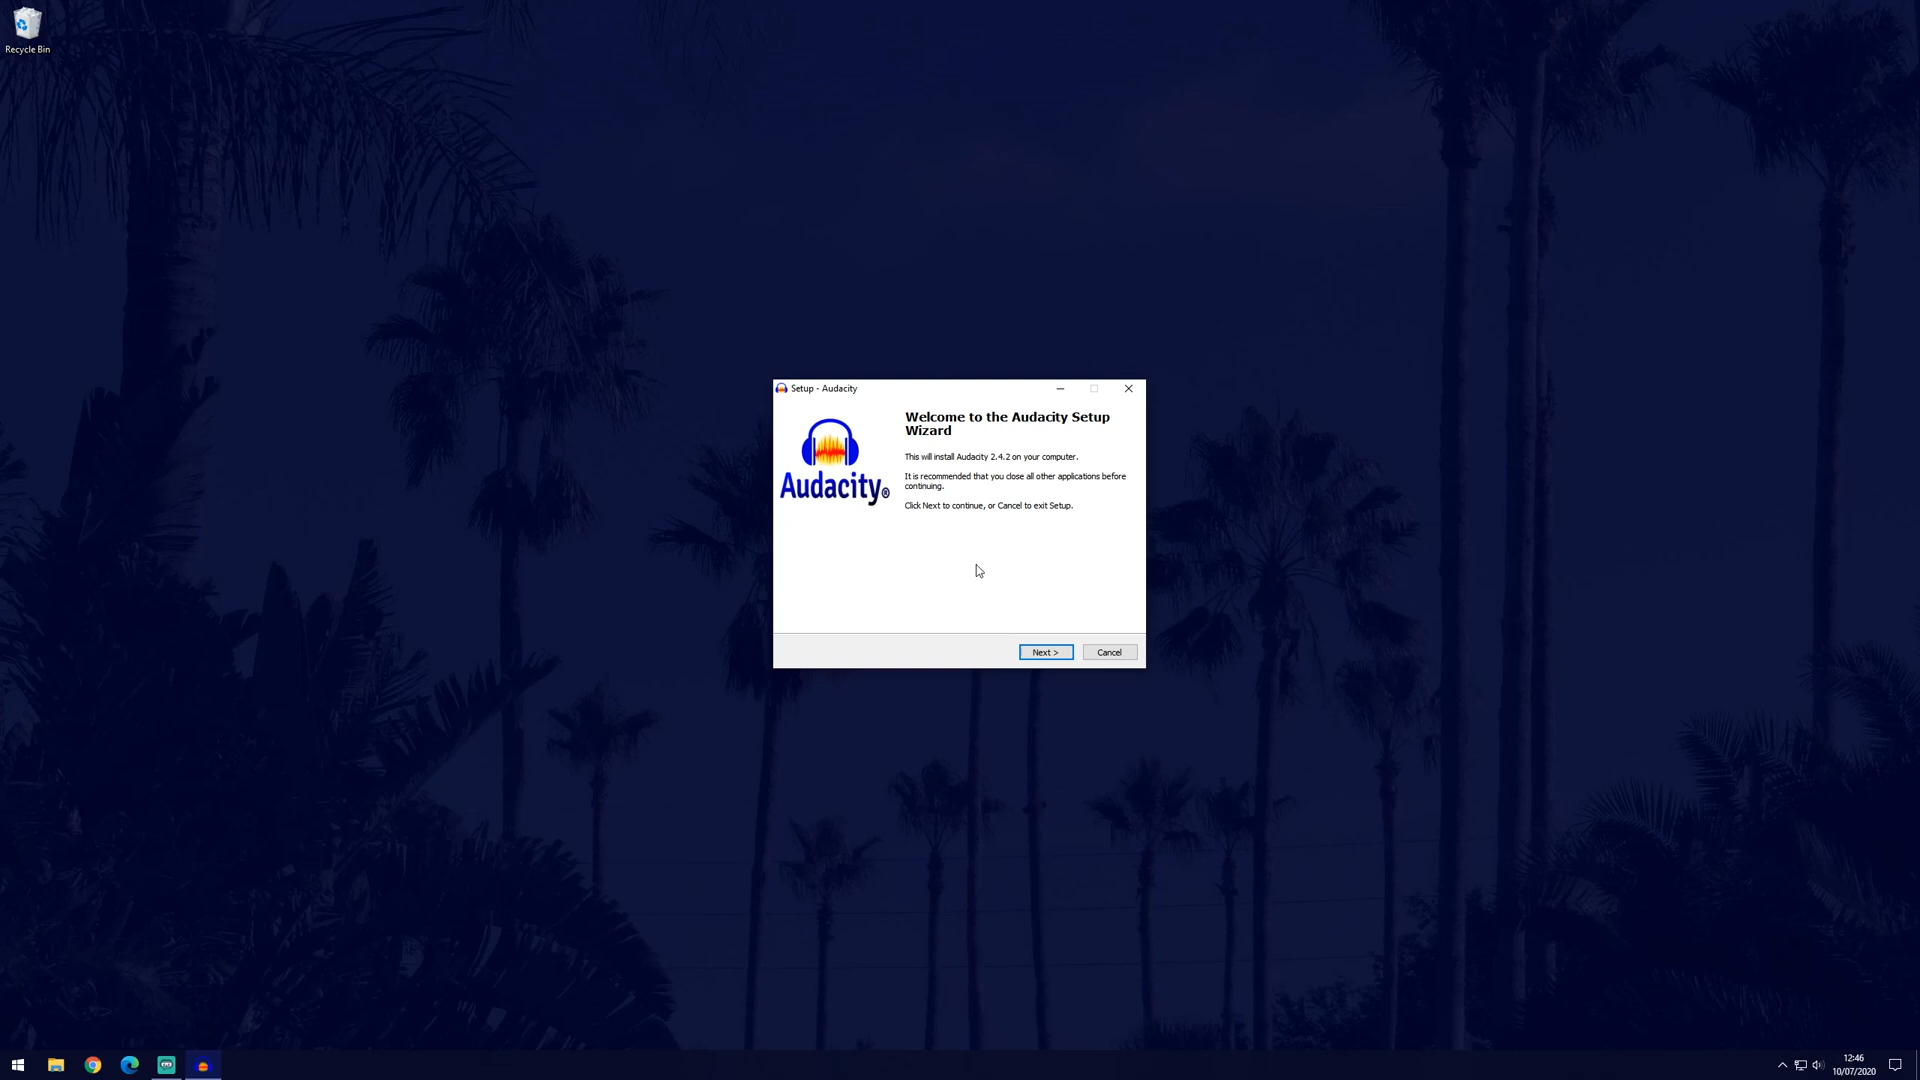 Recycle Bin
Setup - Audacity
Audacity®
Welcome to the Audacity Setup
Wizard
This will install Audacity 2.4.2 on your computer.
It is recommended that you close all other applications before
continuing.
Click Next to continue, or Cancel to exit Setup.
Next >
Cancel
12:46
10/07/2020